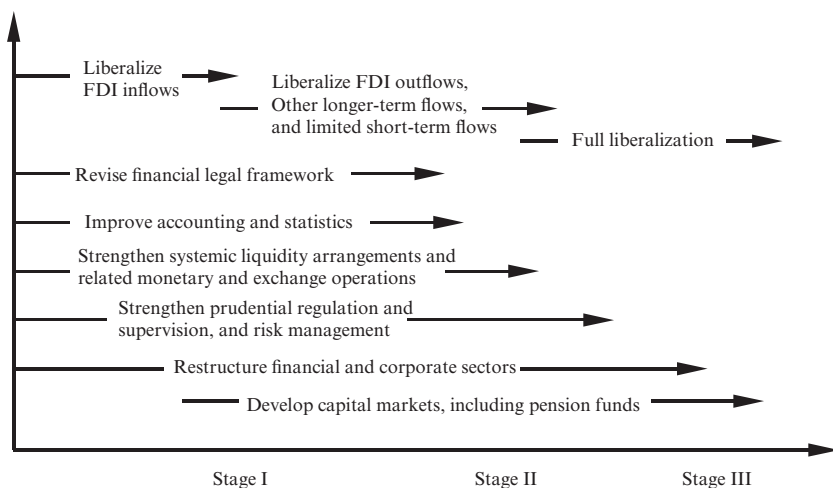 Liberalize
FDI inflows
Liberalize FDI outflows,
Other longer-term flows,
and limited short-term flows
Full liberalization
Revise financial legal framework
Improve accounting and statistics
Strengthen systemic liquidity arrangements and
related monetary and exchange operations
Strengthen prudential regulation and
supervision, and risk management
Restructure financial and corporate sectors
Develop capital markets, including pension funds
Stage I
Stage II
Stage III